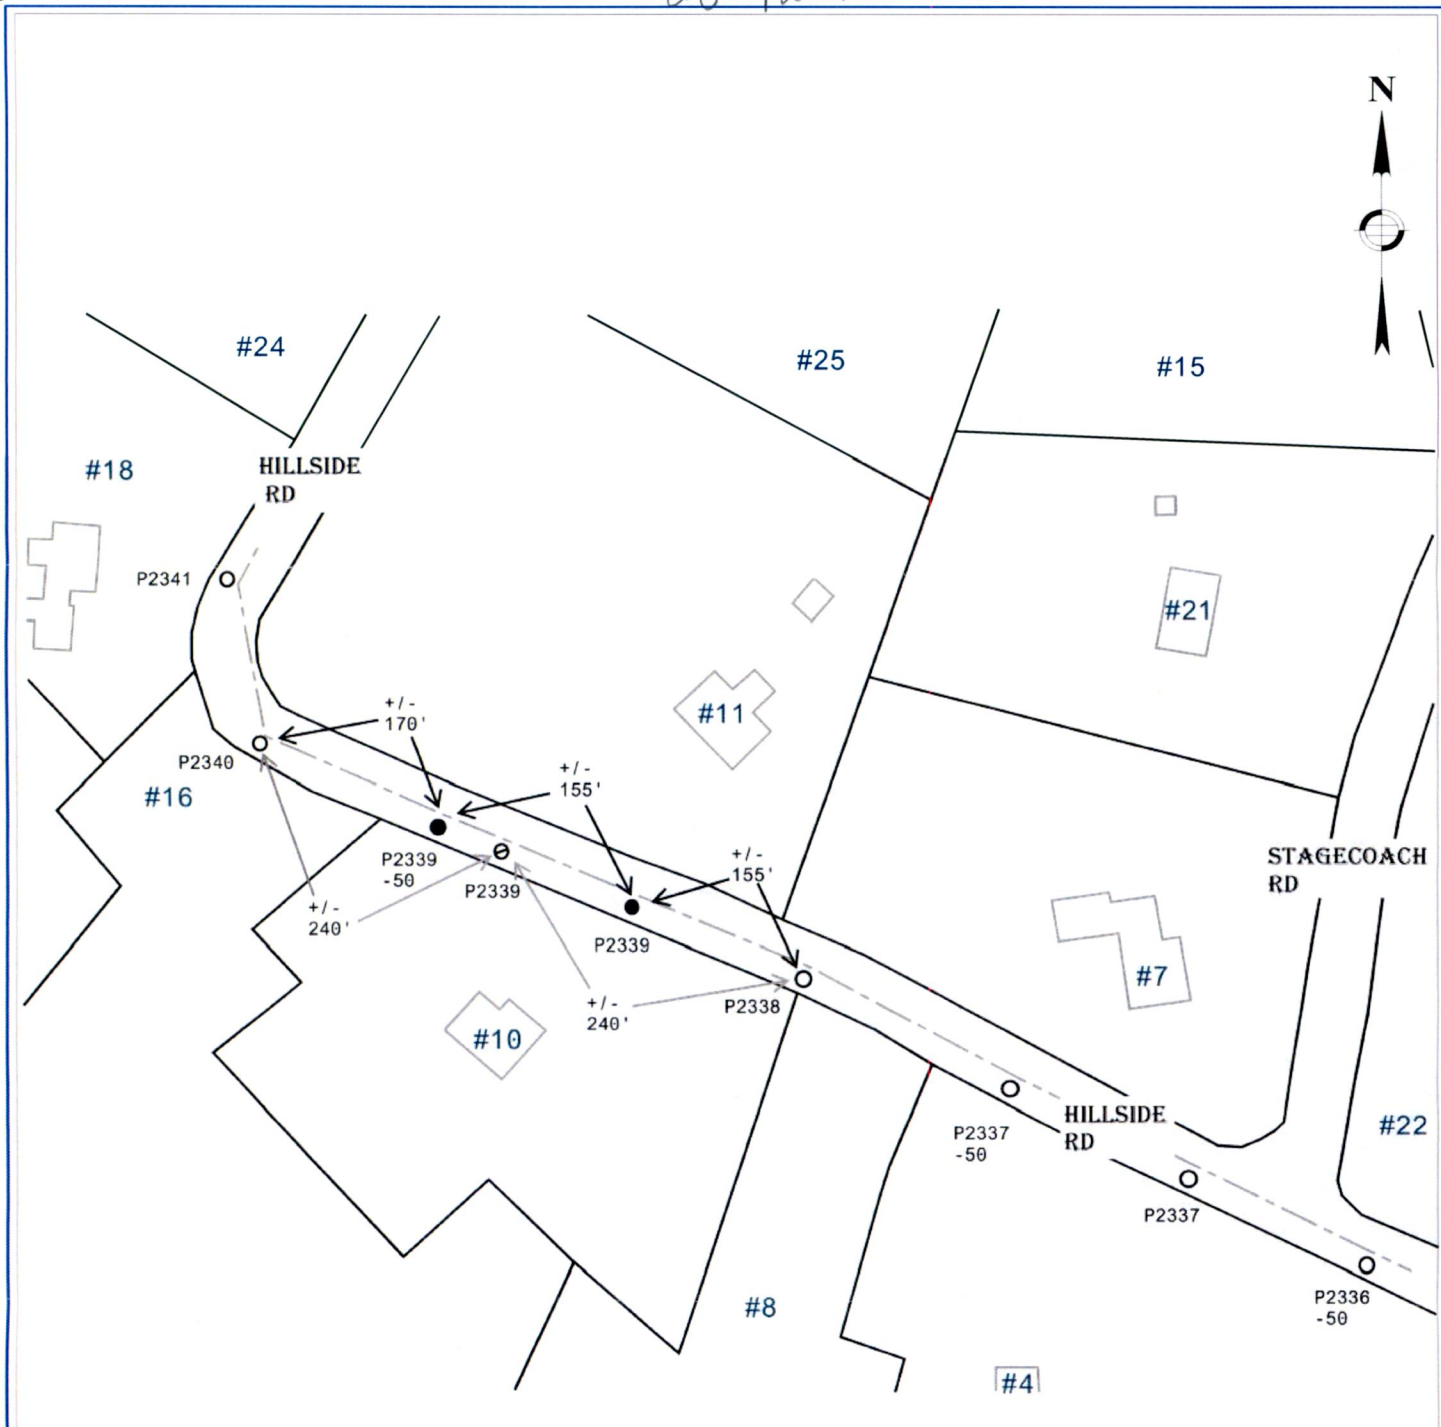 N
#24
#25
#15
#18
HILLSIDE
RD
P2341
#21
#11
+/-
170'
P2340
+/-
155'
#16
+/-
155'
P2339
-50
P2339
STAGECOACH
RD
+/-
240'
P2339
#7
P2338
+/-
240'
#10
HILLSIDE
RD
P2337
-50
#22
P2337
P2336
-50
#8
#4